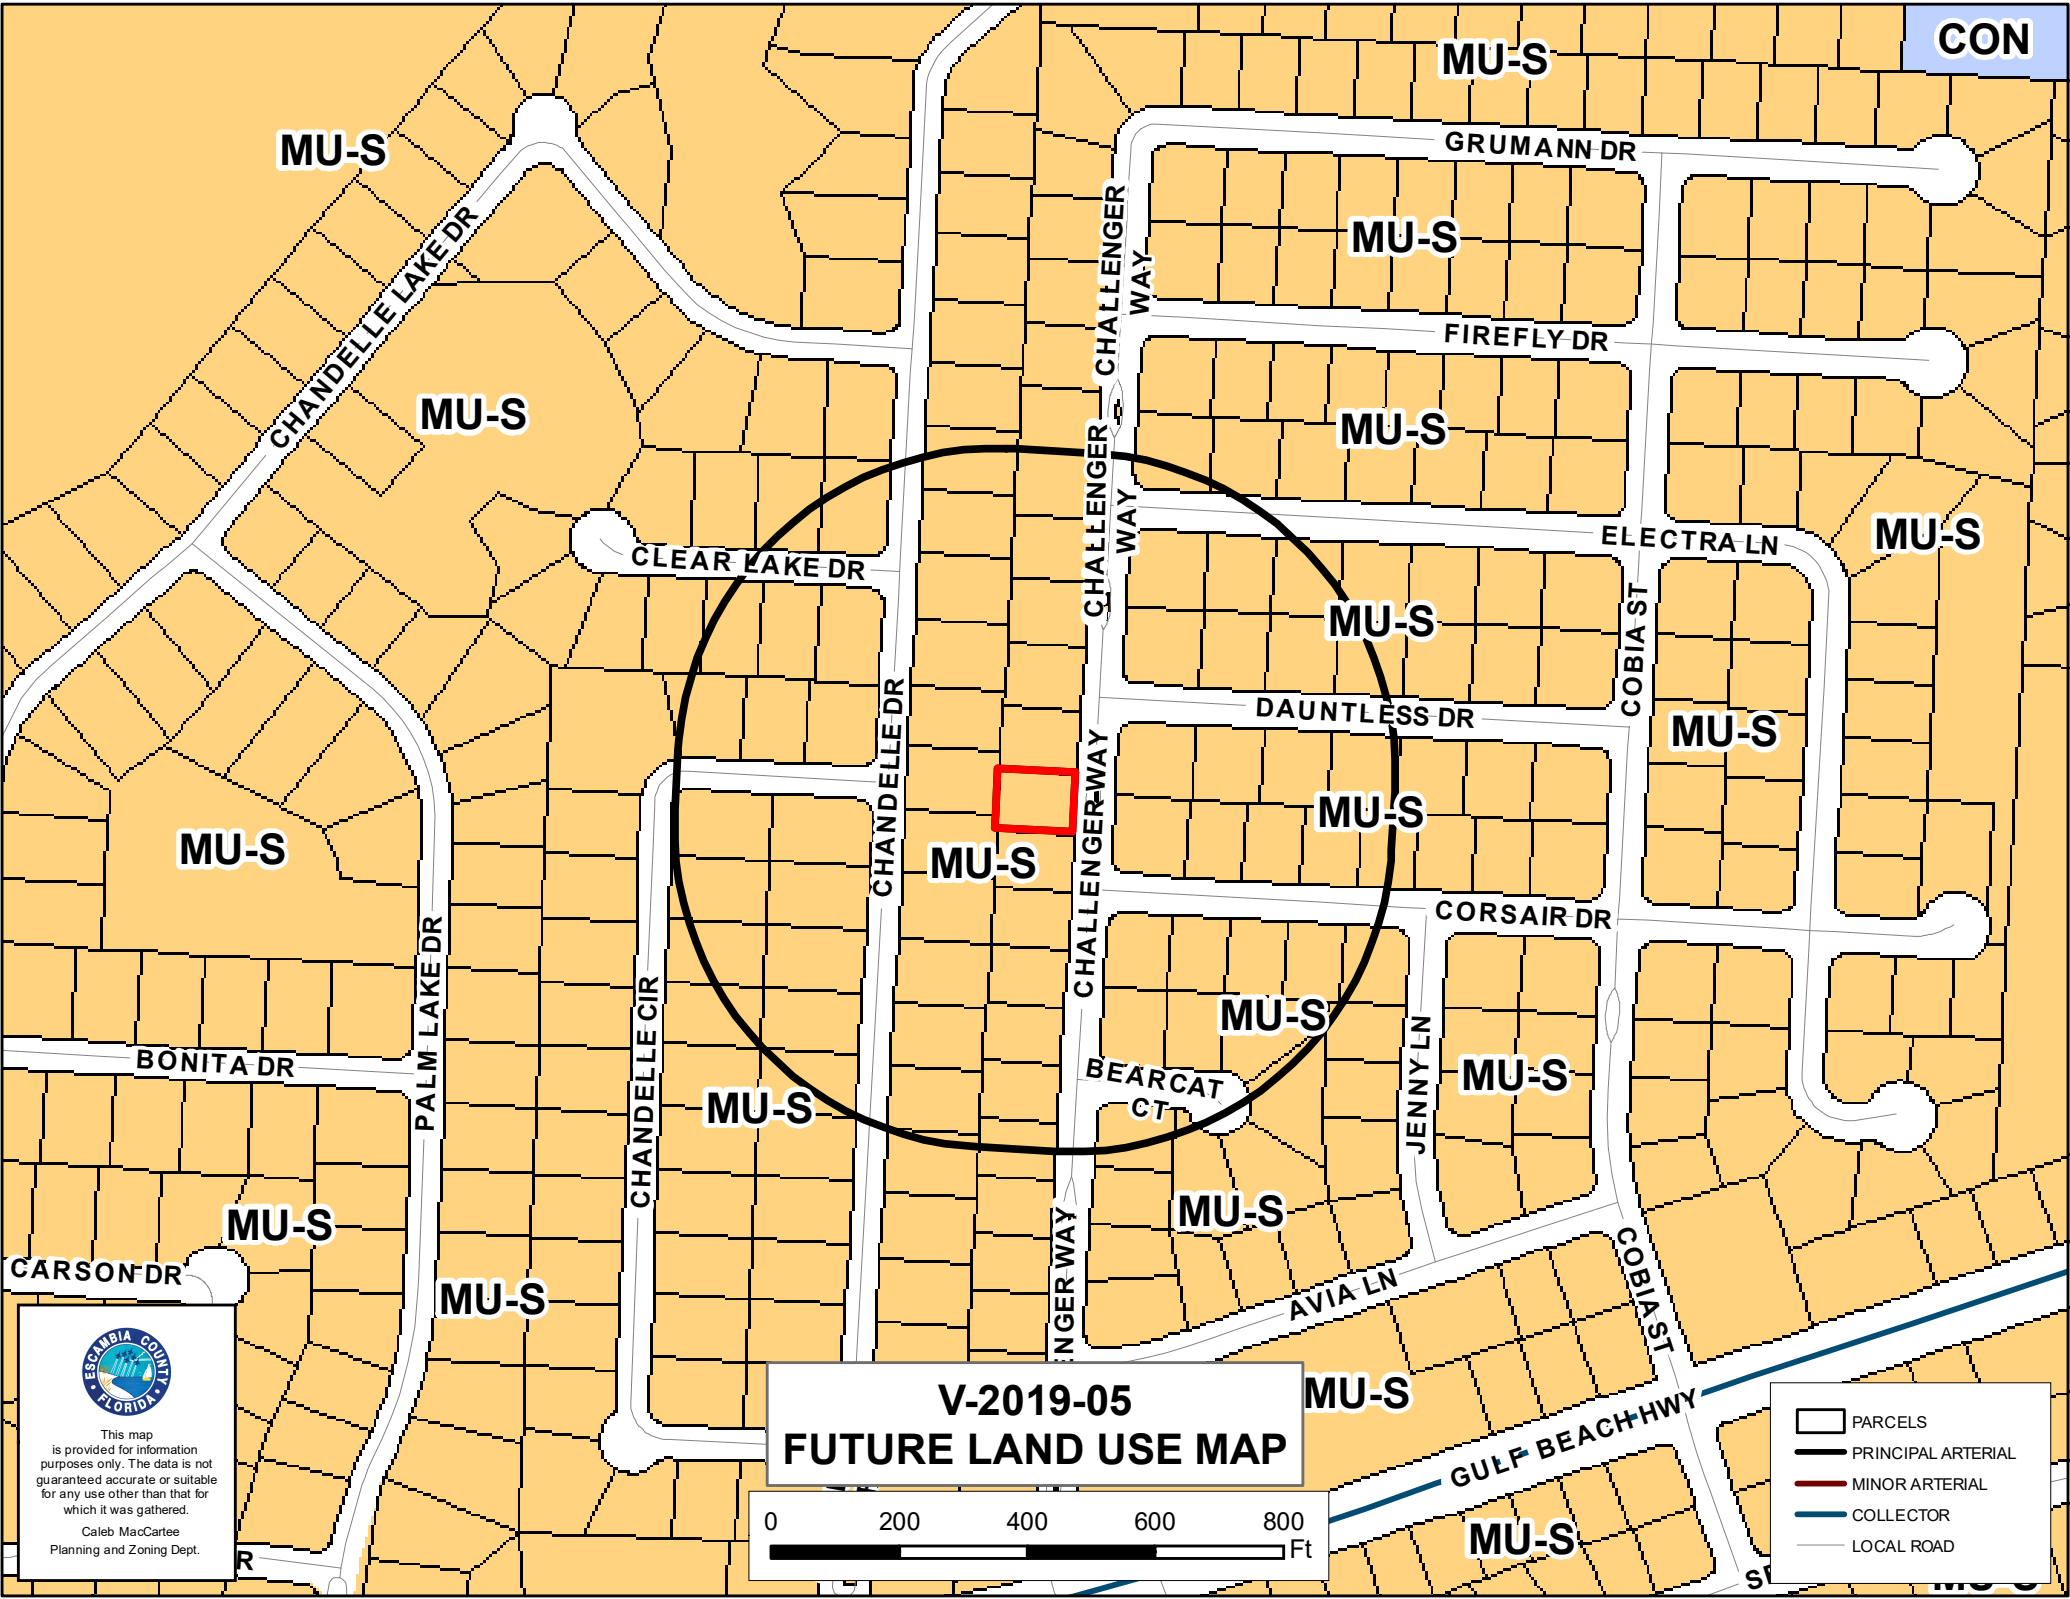 CON
MU-S
GRUMANN DR
MU-S
CHALLENGER
WAY
MU-S
CHANDELLE LAKE DR
FIREFLY DR
MU-S
MU-S
CHALLENGER
WAY
ELECTRA LN
MU-S
CLEAR LAKE DR
MU-S
COBIA ST
CHANDELLE DR
DAUNTLESS DR
MU-S
CHALLENGER WAY
MU-S
MU-S
MU-S
CORSAIR DR
PALM LAKE DR
CHANDELLE CIR
MU-S
JENNY LN
BONITA DR
BEARCAT
CT
MU-S
MU-S
MU-S
MU-S
CARSON DR
MU-S
ENGER WAY
AVIA LN
COBIA ST
MU-S
GULF BEACH HWY
MU-S
R
ESCAMBIA COUNTY
FLORIDA
This map
is provided for information
purposes only. The data is not
guaranteed accurate or suitable
for any use other than that for
which it was gathered.
Caleb MacCartee
Planning and Zoning Dept.
V-2019-05
FUTURE LAND USE MAP
0 200 400 600 800
Ft
PARCELS
PRINCIPAL ARTERIAL
MINOR ARTERIAL
COLLECTOR
LOCAL ROAD